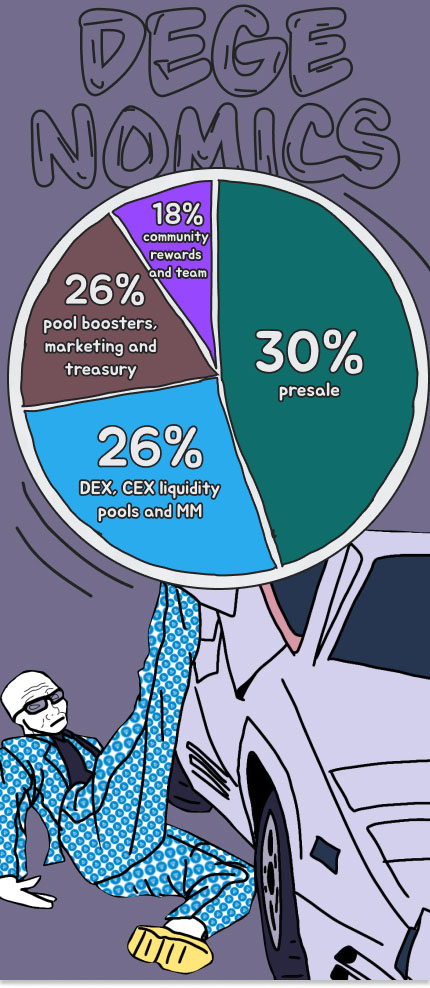 DEGE
NOMICS
18%
community
rewards
and team
26%
pool boosters,
marketing and
treasury
30%
presale
26%
DEX, CEX liquidity
pools and MM